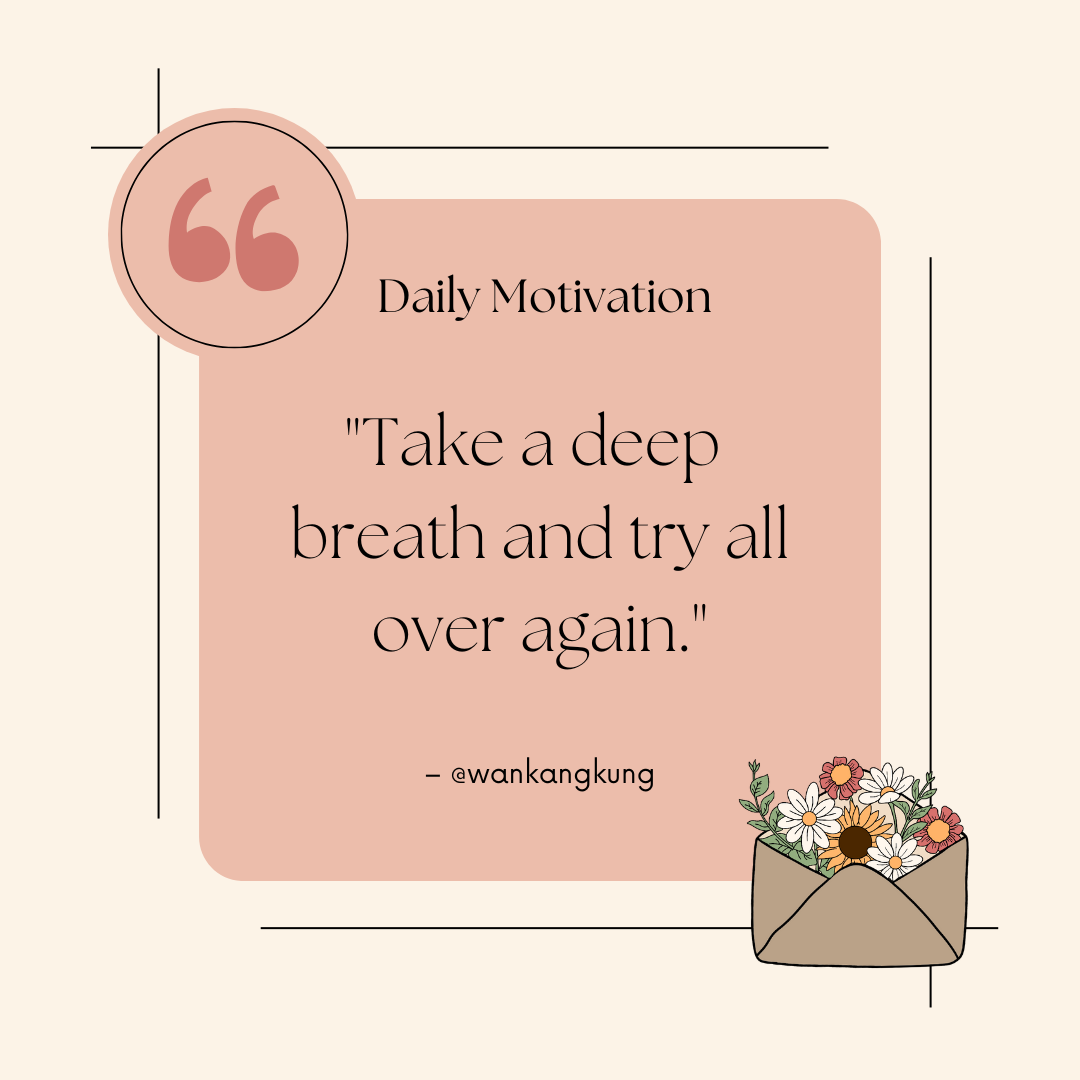 Daily Motivation
"Take a deep
breath and try all
over again."
– @wankangkung